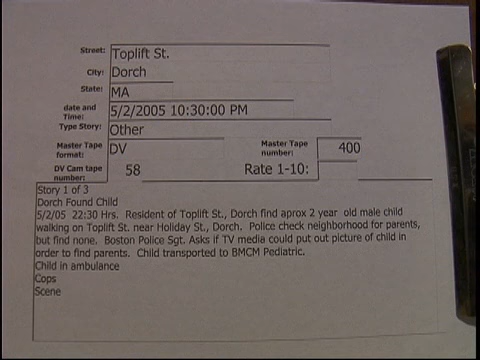 Street: Toplift St.
City: Dorch
State: MA
date and Time: 5/2/2005 10:30:00 PM
Type Story: Other
Master Tape format: DV Master Tape number: 400
DV Cam tape number: 58 Rate 1-10:
Story 1 of 3
Dorch Found Child
5/2/05 22:30 Hrs. Resident of Toplift St., Dorch find aprox 2 year old male child
walking on Toplift St. near Holiday St., Dorch. Police check neighborhood for parents,
but find none. Boston Police Sgt. Asks if TV media could put out picture of child in
order to find parents. Child transported to BMCM Pediatric.
Child in ambulance
Cops
Scene